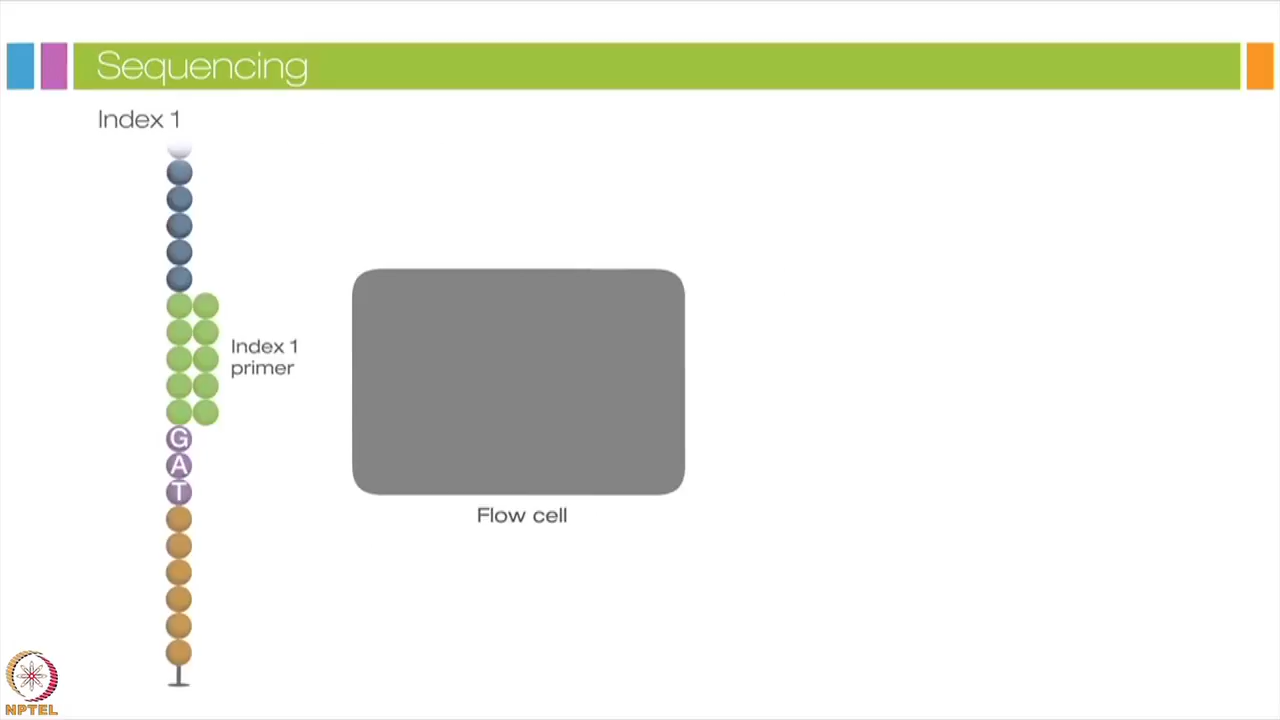 Sequencing
Index 1
Index 1
primer
G
A
T
Flow cell
NPTEL